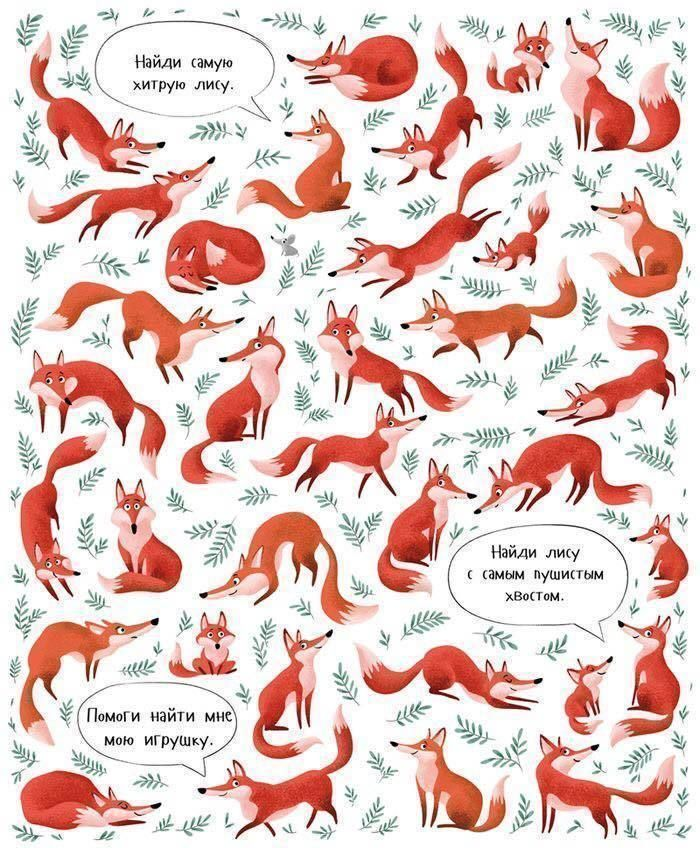 Найди самую
хитрую лису.
Найди лису
с самым пушистым
хвостом.
Помоги найти мне
мою игрушку.